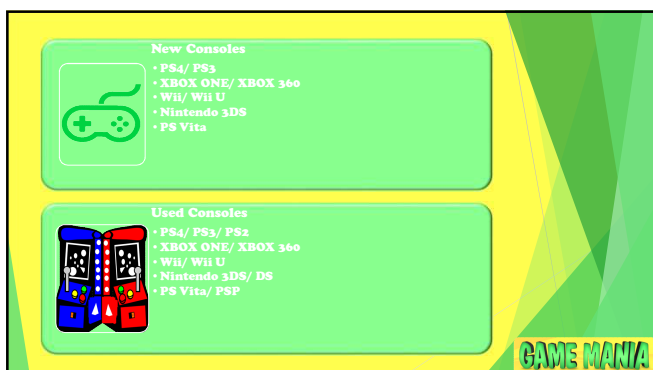 New Consoles
• PS4/ PS3
• XBOX ONE/ XBOX 360
• Wii/ Wii U
• Nintendo 3DS
• PS Vita
Used Consoles
• PS4/ PS3/ PS2
• XBOX ONE/ XBOX 360
• Wii/ Wii U
• Nintendo 3DS/ DS
• PS Vita/ PSP
GAME MANIA